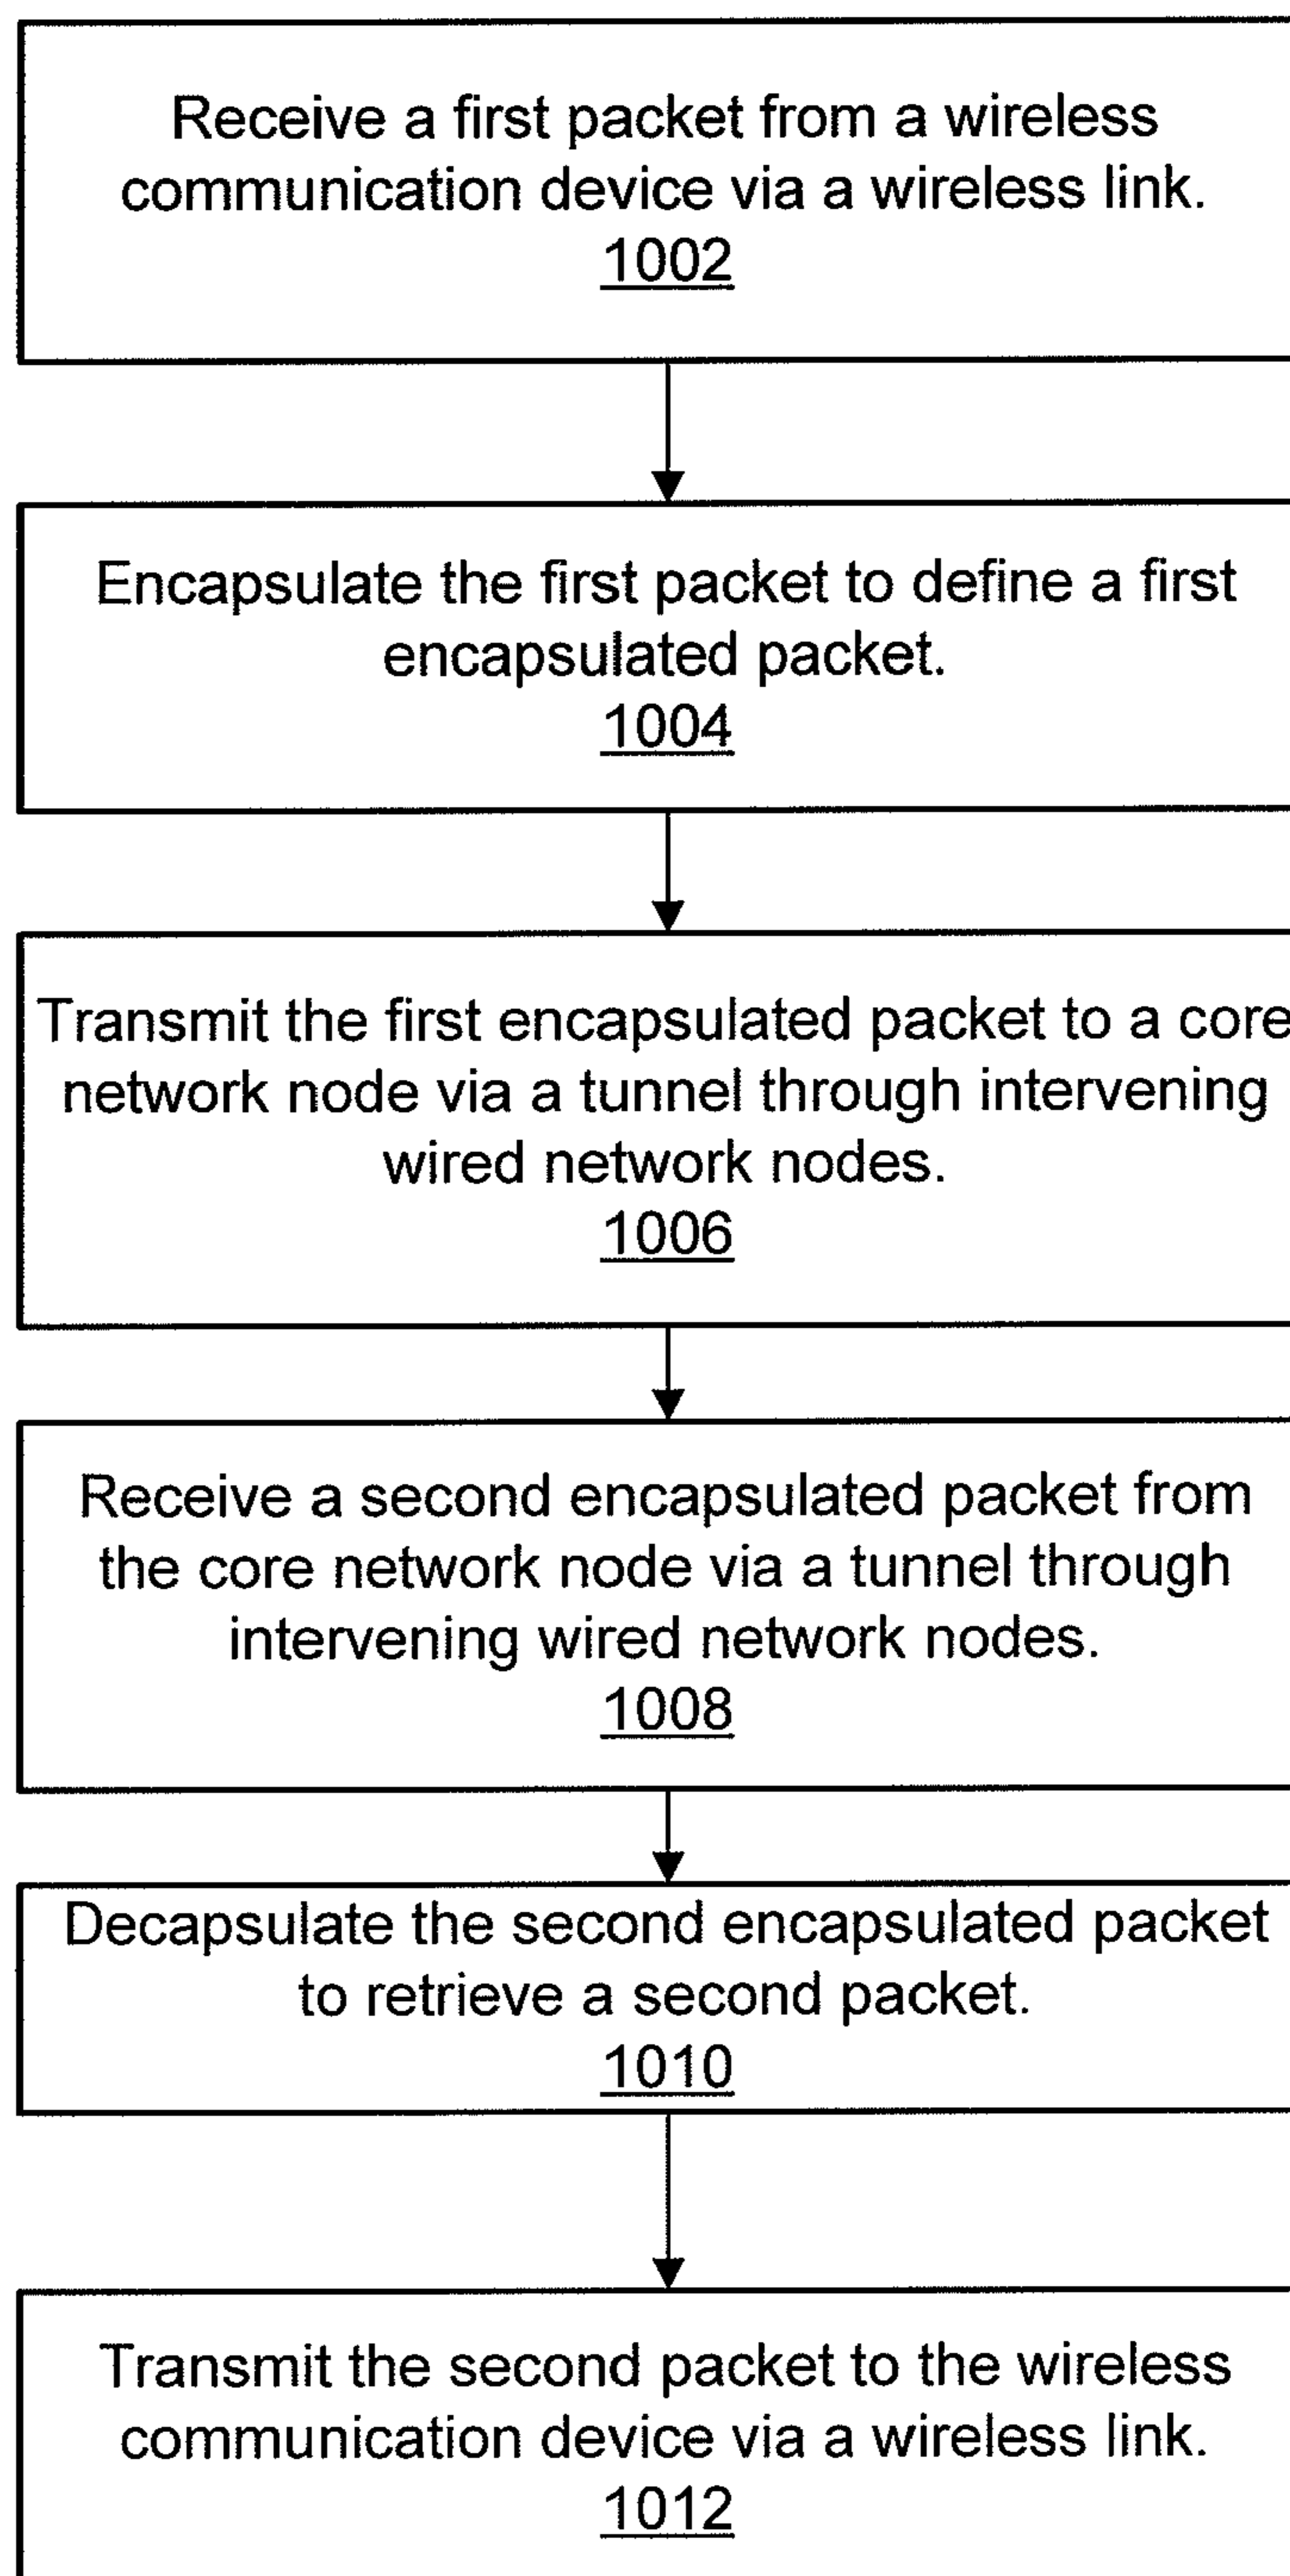 Receive a first packet from a wireless
communication device via a wireless link.
1002
Encapsulate the first packet to define a first
encapsulated packet.
1004
Transmit the first encapsulated packet to a core
network node via a tunnel through intervening
wired network nodes.
1006
Receive a second encapsulated packet from
the core network node via a tunnel through
intervening wired network nodes.
1008
Decapsulate the second encapsulated packet
to retrieve a second packet.
1010
Transmit the second packet to the wireless
communication device via a wireless link.
1012